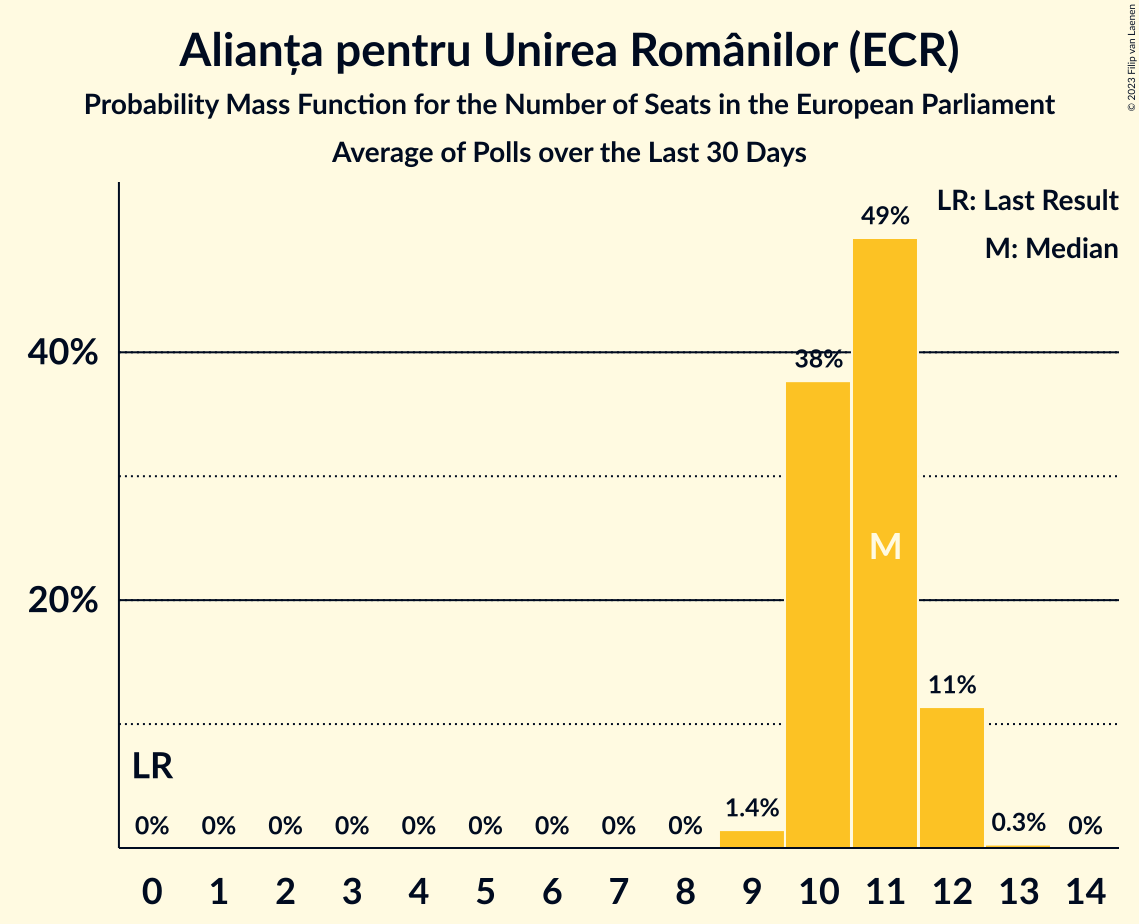 Alianța pentru Unirea Românilor (ECR)
Probability Mass Function for the Number of Seats in the European Parliament
Average of Polls over the Last 30 Days
© 2023 Filip van Laenen
LR: Last Result
M: Median
49%
40%
38%
M
20%
11%
LR
1.4%
0% 0% 0% 0% 0% 0% 0% 0% 0% 0.3% 0%
0 1 2 3 4 5 6 7 8 9 10 11 12 13 14